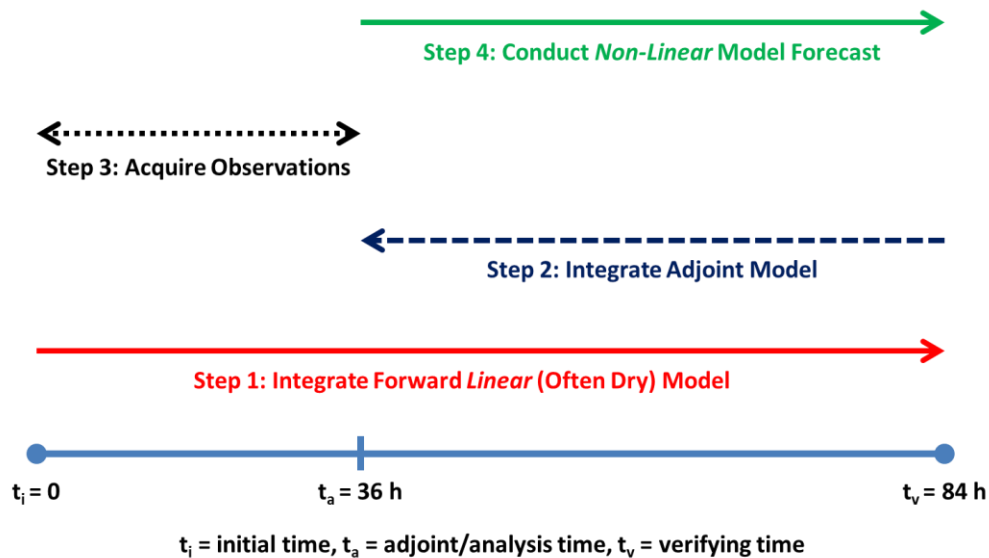 Step 4: Conduct Non-Linear Model Forecast
Step 3: Acquire Observations
Step 2: Integrate Adjoint Model
Step 1: Integrate Forward Linear (Often Dry) Model
tᵢ = 0 tₐ = 36 h tᵥ = 84 h
tᵢ = initial time, tₐ = adjoint/analysis time, tᵥ = verifying time